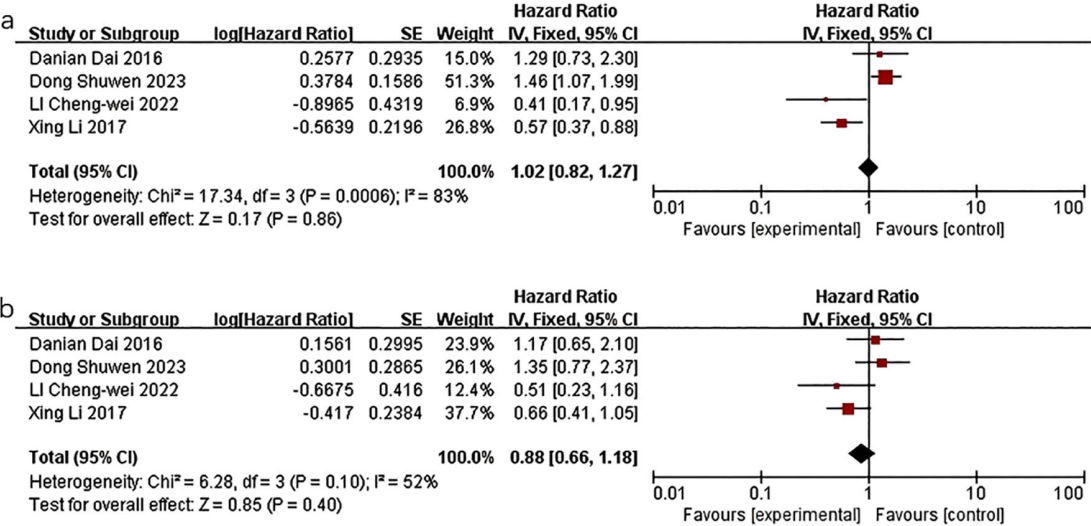 a
Hazard Ratio Hazard Ratio
Study or Subgroup log[Hazard Ratio] SE Weight IV, Fixed, 95% CI IV, Fixed, 95% CI
Danian Dai 2016 0.2577 0.2935 15.0% 1.29 [0.73, 2.30]
Dong Shuwen 2023 0.3784 0.1586 51.3% 1.46 [1.07, 1.99]
LI Cheng-wei 2022 -0.8965 0.4319 6.9% 0.41 [0.17, 0.95]
Xing Li 2017 -0.5639 0.2196 26.8% 0.57 [0.37, 0.88]
Total (95% CI) 100.0% 1.02 [0.82, 1.27]
Heterogeneity: Chi² = 17.34, df = 3 (P = 0.0006); I² = 83%
Test for overall effect: Z = 0.17 (P = 0.86)
0.01 0.1 1 10 100
Favours [experimental] Favours [control]
b
Hazard Ratio Hazard Ratio
Study or Subgroup log[Hazard Ratio] SE Weight IV, Fixed, 95% CI IV, Fixed, 95% CI
Danian Dai 2016 0.1561 0.2995 23.9% 1.17 [0.65, 2.10]
Dong Shuwen 2023 0.3001 0.2865 26.1% 1.35 [0.77, 2.37]
LI Cheng-wei 2022 -0.6675 0.416 12.4% 0.51 [0.23, 1.16]
Xing Li 2017 -0.417 0.2384 37.7% 0.66 [0.41, 1.05]
Total (95% CI) 100.0% 0.88 [0.66, 1.18]
Heterogeneity: Chi² = 6.28, df = 3 (P = 0.10); I² = 52%
Test for overall effect: Z = 0.85 (P = 0.40)
0.01 0.1 1 10 100
Favours [experimental] Favours [control]